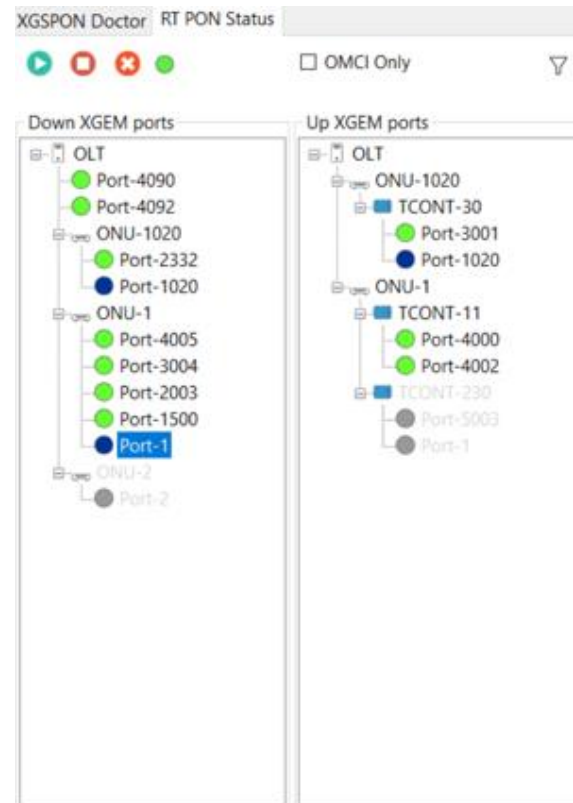 XGSPON Doctor RT PON Status
OMCI Only
Down XGEM ports
OLT
Port-4090
Port-4092
ONU-1020
Port-2332
Port-1020
ONU-1
Port-4005
Port-3004
Port-2003
Port-1500
Port-1
ONU-2
Port-2
Up XGEM ports
OLT
ONU-1020
TCONT-30
Port-3001
Port-1020
ONU-1
TCONT-11
Port-4000
Port-4002
TCONT-230
Port-5003
Port-1